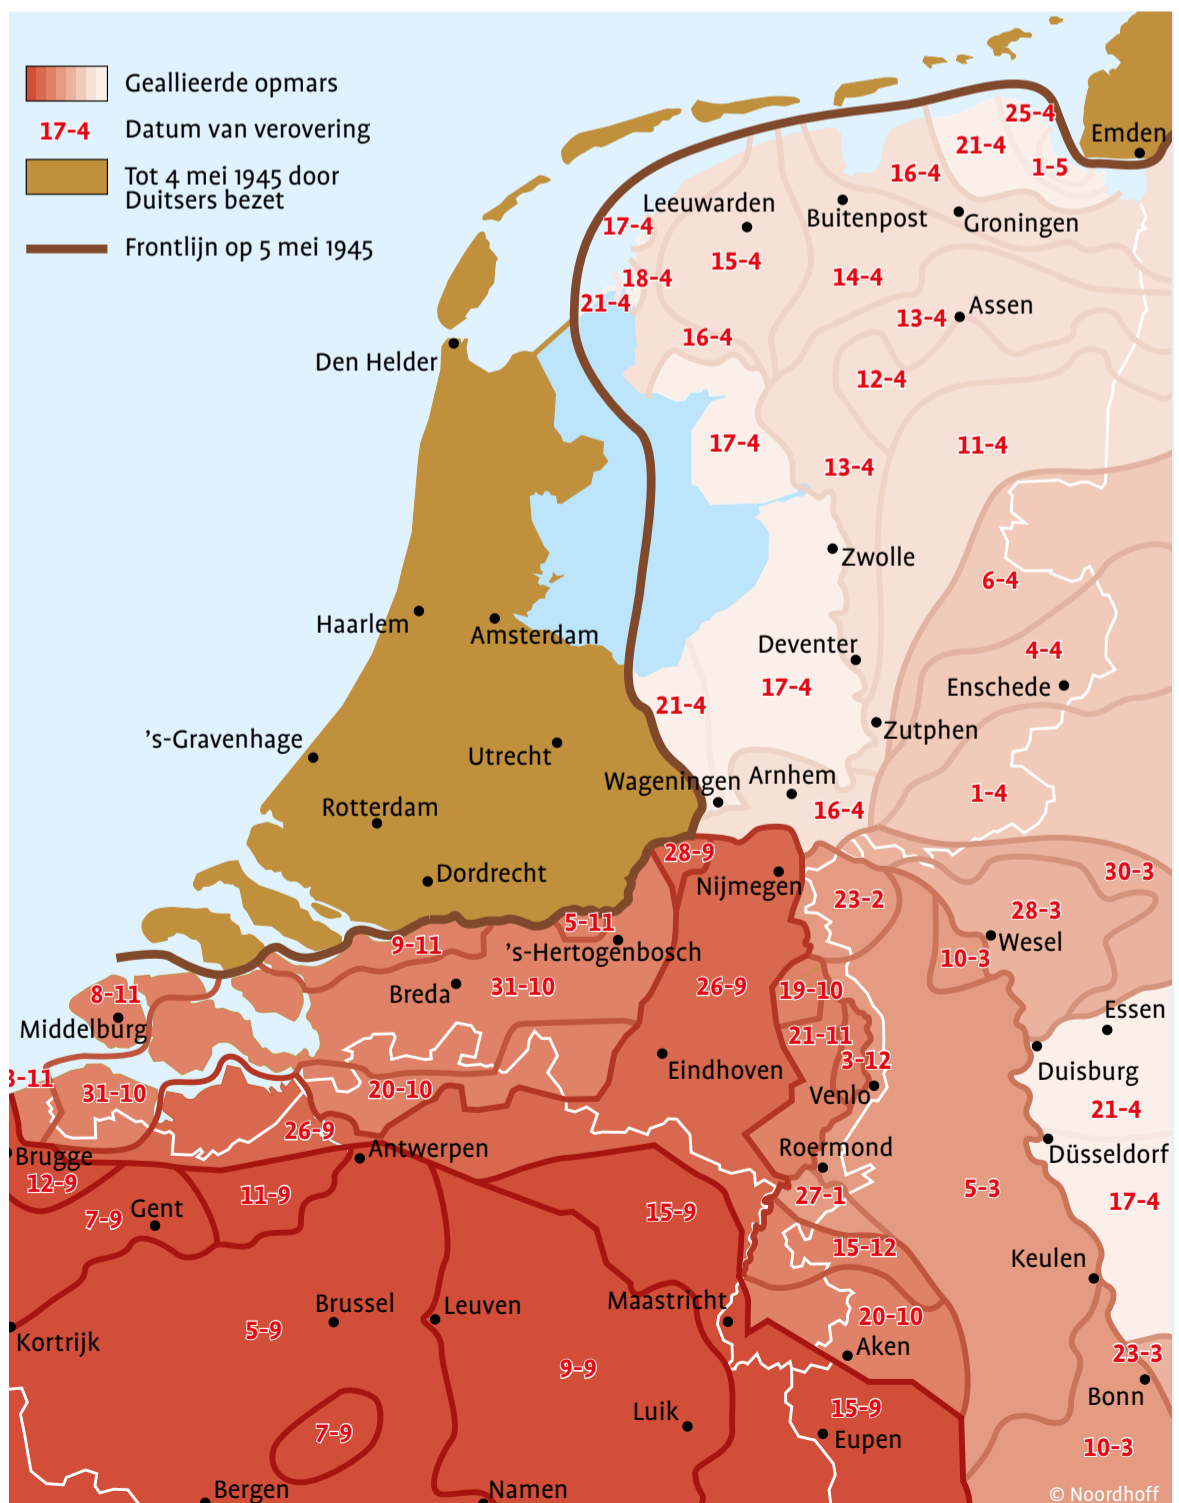 Geallieerde opmars
17-4 Datum van verovering
Tot 4 mei 1945 door
Duitsers bezet
Frontlijn op 5 mei 1945
25-4
Emden
21-4
1-5
16-4
Leeuwarden
Buitenpost
Groningen
17-4
15-4
18-4
14-4
21-4
Assen
13-4
16-4
Den Helder
12-4
17-4
11-4
13-4
Zwolle
6-4
Haarlem
Amsterdam
Deventer
4-4
Enschede
17-4
21-4
Zutphen
's-Gravenhage
Utrecht
Wageningen
Arnhem
1-4
Rotterdam
16-4
28-9
Dordrecht
Nijmegen
30-3
23-2
28-3
5-11
9-11
's-Hertogenbosch
Wesel
10-3
8-11
Breda
31-10
26-9
19-10
Middelburg
Essen
21-11
3-12
Eindhoven
Duisburg
3-11
31-10
20-10
Venlo
21-4
26-9
Brugge
Antwerpen
Roermond
Düsseldorf
12-9
11-9
27-1
5-3
17-4
7-9
Gent
15-9
15-12
Keulen
Brussel
Leuven
Maastricht
5-9
20-10
Kortrijk
Aken
23-3
9-9
Bonn
Luik
15-9
7-9
Eupen
10-3
Bergen
Namen
© Noordhoff